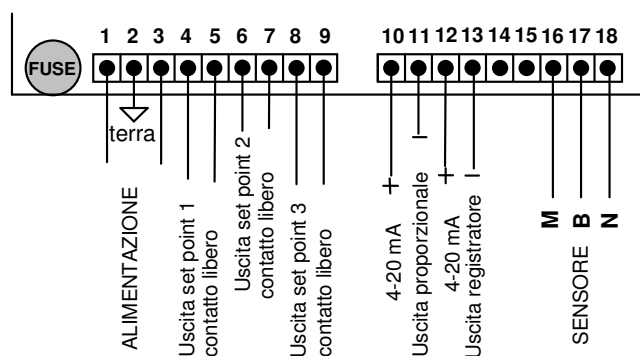 1 2 3 4 5 6 7 8 9 10 11 12 13 14 15 16 17 18
FUSE
terra
ALIMENTAZIONE
Uscita set point 1
contatto libero
Uscita set point 2
contatto libero
Uscita set point 3
contatto libero
4-20 mA + –
Uscita proporzionale
4-20 mA + –
Uscita registratore
M
B
N
SENSORE